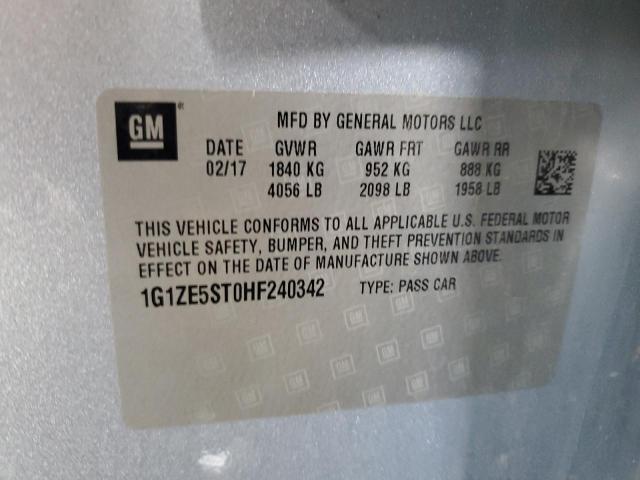 GM
MFD BY GENERAL MOTORS LLC
DATE GVWR GAWR FRT GAWR RR
02/17 1840 KG 952 KG 888 KG
4056 LB 2098 LB 1958 LB
THIS VEHICLE CONFORMS TO ALL APPLICABLE U.S. FEDERAL MOTOR
VEHICLE SAFETY, BUMPER, AND THEFT PREVENTION STANDARDS IN
EFFECT ON THE DATE OF MANUFACTURE SHOWN ABOVE.
1G1ZE5ST0HF240342 TYPE: PASS CAR